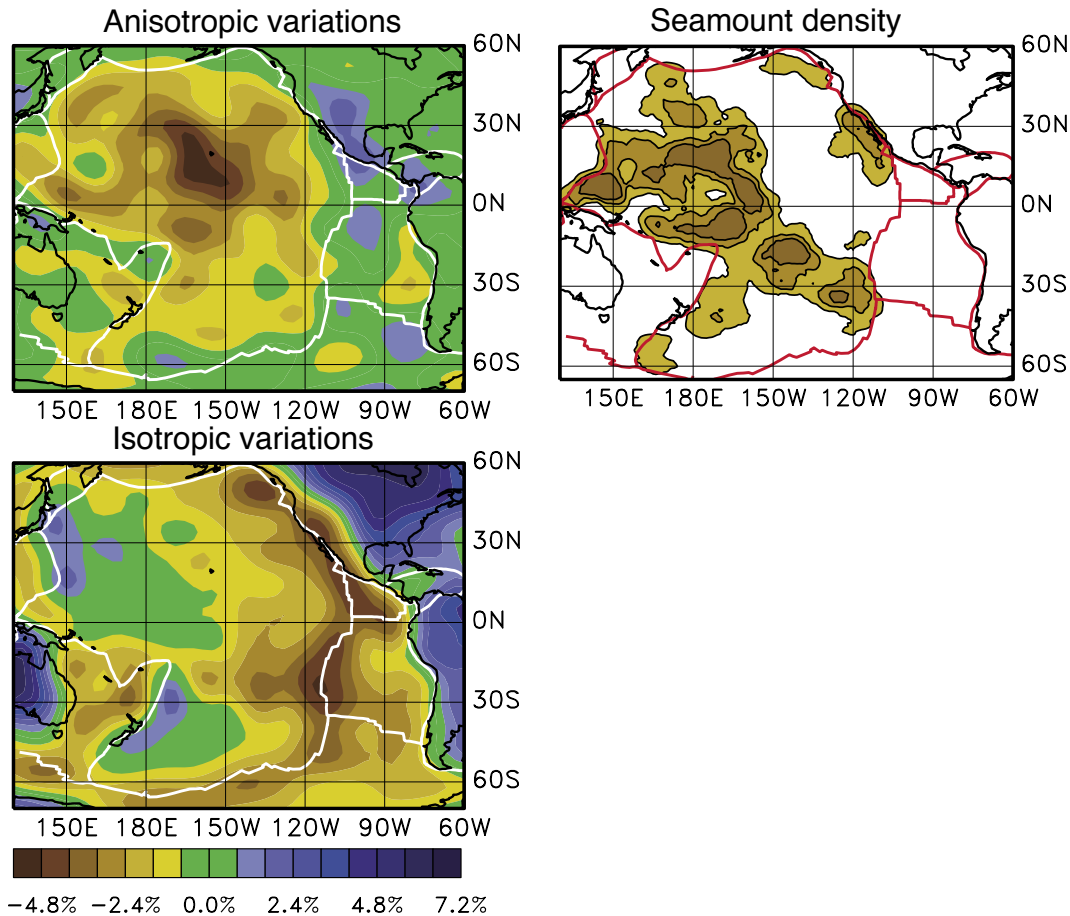 Anisotropic variations
60N
30N
0N
30S
60S
150E 180E 150W 120W 90W 60W
Seamount density
60N
30N
0N
30S
60S
150E 180E 150W 120W 90W 60W
Isotropic variations
60N
30N
0N
30S
60S
150E 180E 150W 120W 90W 60W
−4.8% −2.4% 0.0% 2.4% 4.8% 7.2%